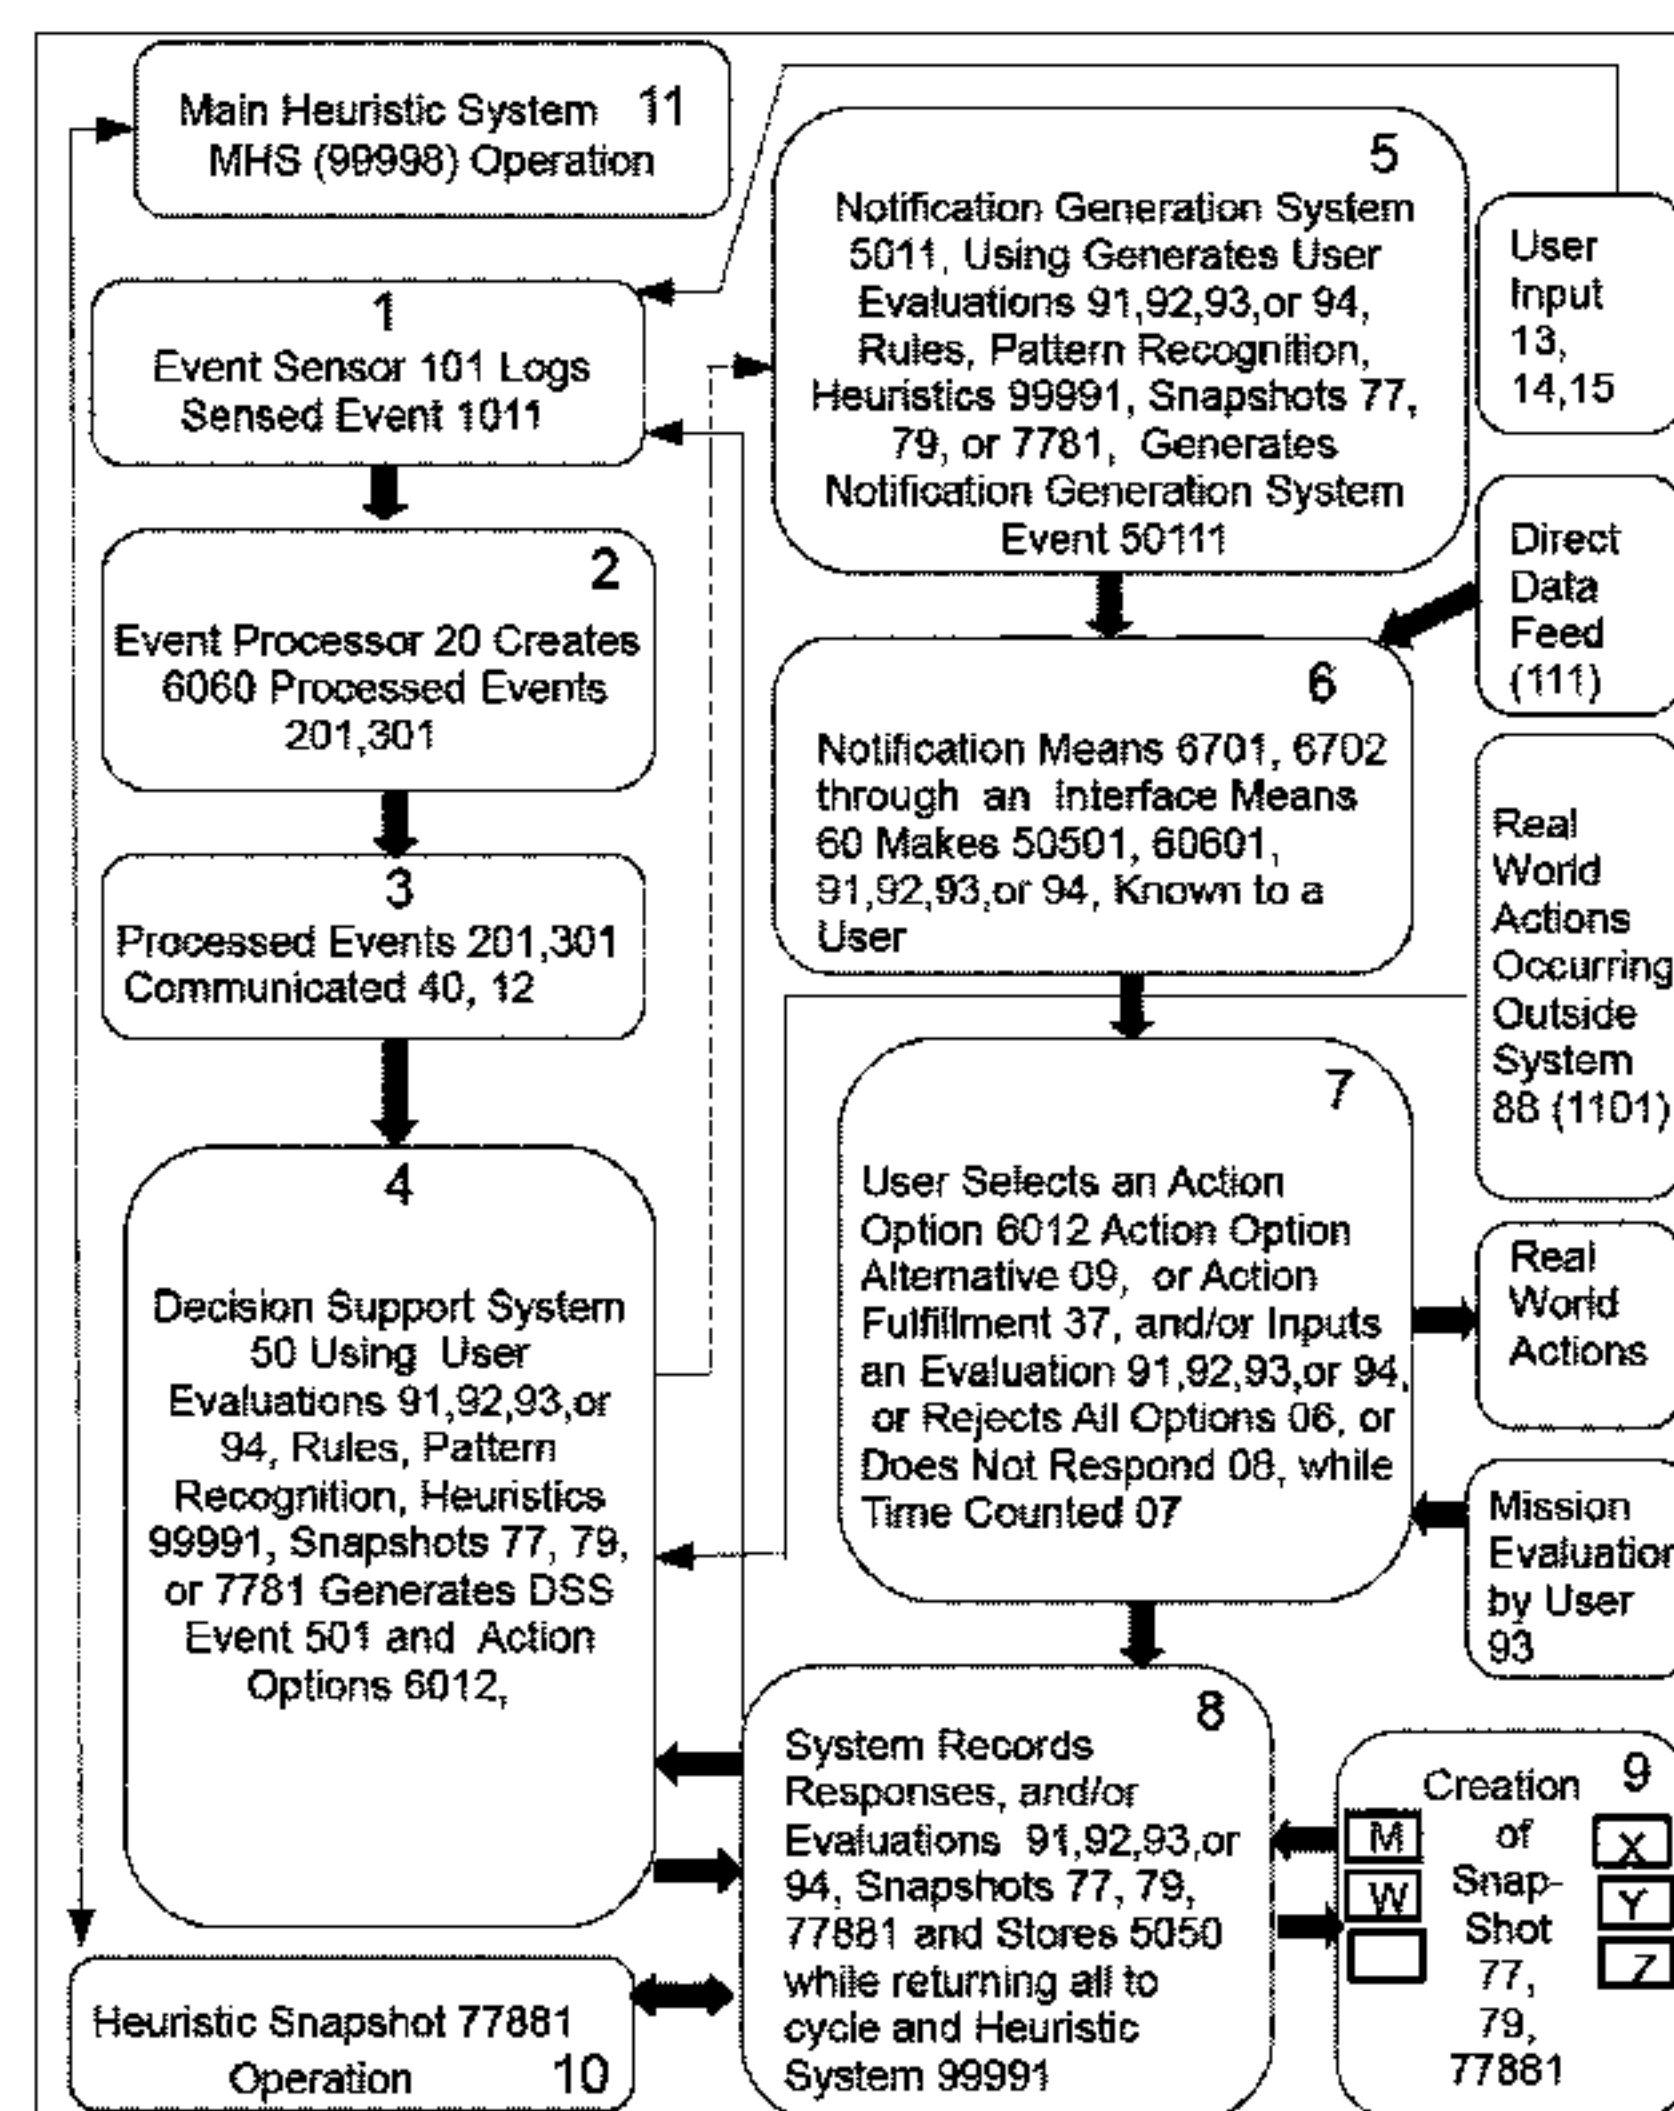 Main Heuristic System 11
MHS (99998) Operation
1
Event Sensor 101 Logs
Sensed Event 1011
2
Event Processor 20 Creates
6060 Processed Events
201,301
3
Processed Events 201,301
Communicated 40, 12
4
Decision Support System
50 Using User
Evaluations 91,92,93,or
94, Rules, Pattern
Recognition, Heuristics
99991, Snapshots 77, 79,
or 7781 Generates DSS
Event 501 and Action
Options 6012,
Heuristic Snapshot 77881
Operation 10
5
Notification Generation System
5011, Using Generates User
Evaluations 91,92,93,or 94,
Rules, Pattern Recognition,
Heuristics 99991, Snapshots 77,
79, or 7781, Generates
Notification Generation System
Event 50111
6
Notification Means 6701, 6702
through an Interface Means
60 Makes 50501, 60601,
91,92,93,or 94, Known to a
User
7
User Selects an Action
Option 6012 Action Option
Alternative 09, or Action
Fulfillment 37, and/or Inputs
an Evaluation 91,92,93,or 94,
or Rejects All Options 06, or
Does Not Respond 08, while
Time Counted 07
8
System Records
Responses, and/or
Evaluations 91,92,93,or
94, Snapshots 77, 79,
77881 and Stores 5050
while returning all to
cycle and Heuristic
System 99991
User
Input
13,
14,15
Direct
Data
Feed
(111)
Real
World
Actions
Occurring
Outside
System
88 (1101)
Real
World
Actions
Mission
Evaluation
by User
93
9
Creation
of
Snap-
Shot
77,
79,
77881
M
W
X
Y
Z